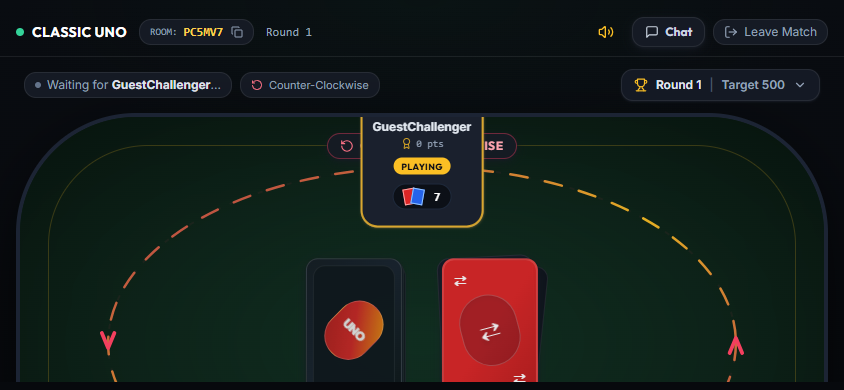 CLASSIC UNO
ROOM: PC5MV7
Round 1
Chat
Leave Match
Waiting for GuestChallenger...
Counter-Clockwise
Round 1 | Target 500
GuestChallenger
0 pts
ISE
PLAYING
7
UNO